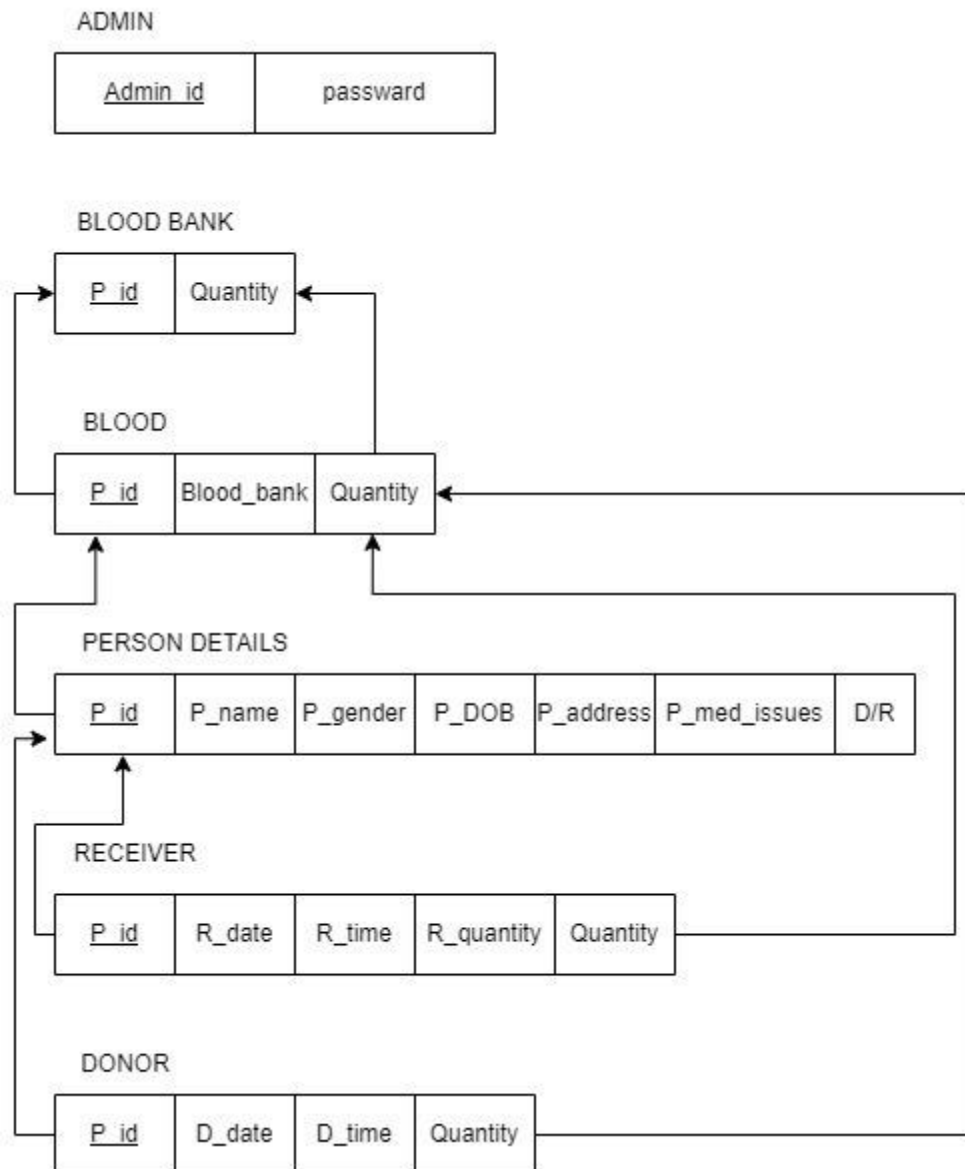 ADMIN
Admin_id passward
BLOOD BANK
P_id Quantity
BLOOD
P_id Blood_bank Quantity
PERSON DETAILS
P_id P_name P_gender P_DOB P_address P_med_issues D/R
RECEIVER
P_id R_date R_time R_quantity Quantity
DONOR
P_id D_date D_time Quantity